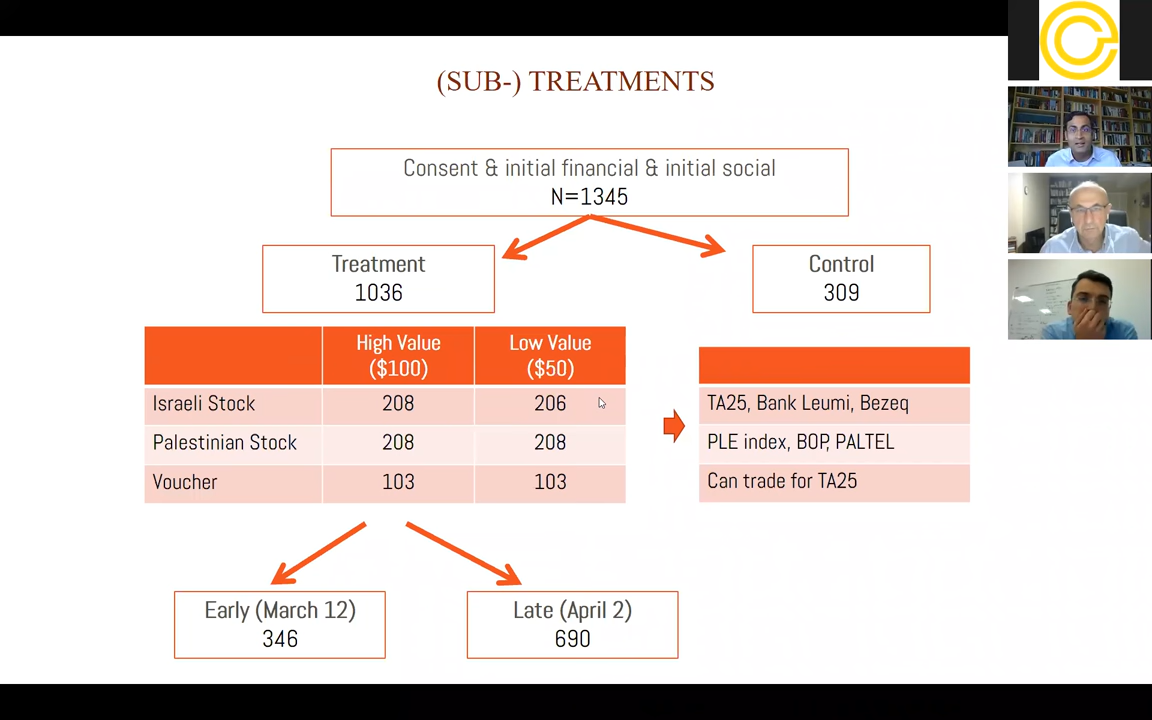 (SUB-) TREATMENTS
Consent & initial financial & initial social
N=1345
Treatment
1036
Control
309
High Value
($100)
Low Value
($50)
Israeli Stock 208 206
Palestinian Stock 208 208
Voucher 103 103
TA25, Bank Leumi, Bezeq
PLE index, BOP, PALTEL
Can trade for TA25
Early (March 12)
346
Late (April 2)
690